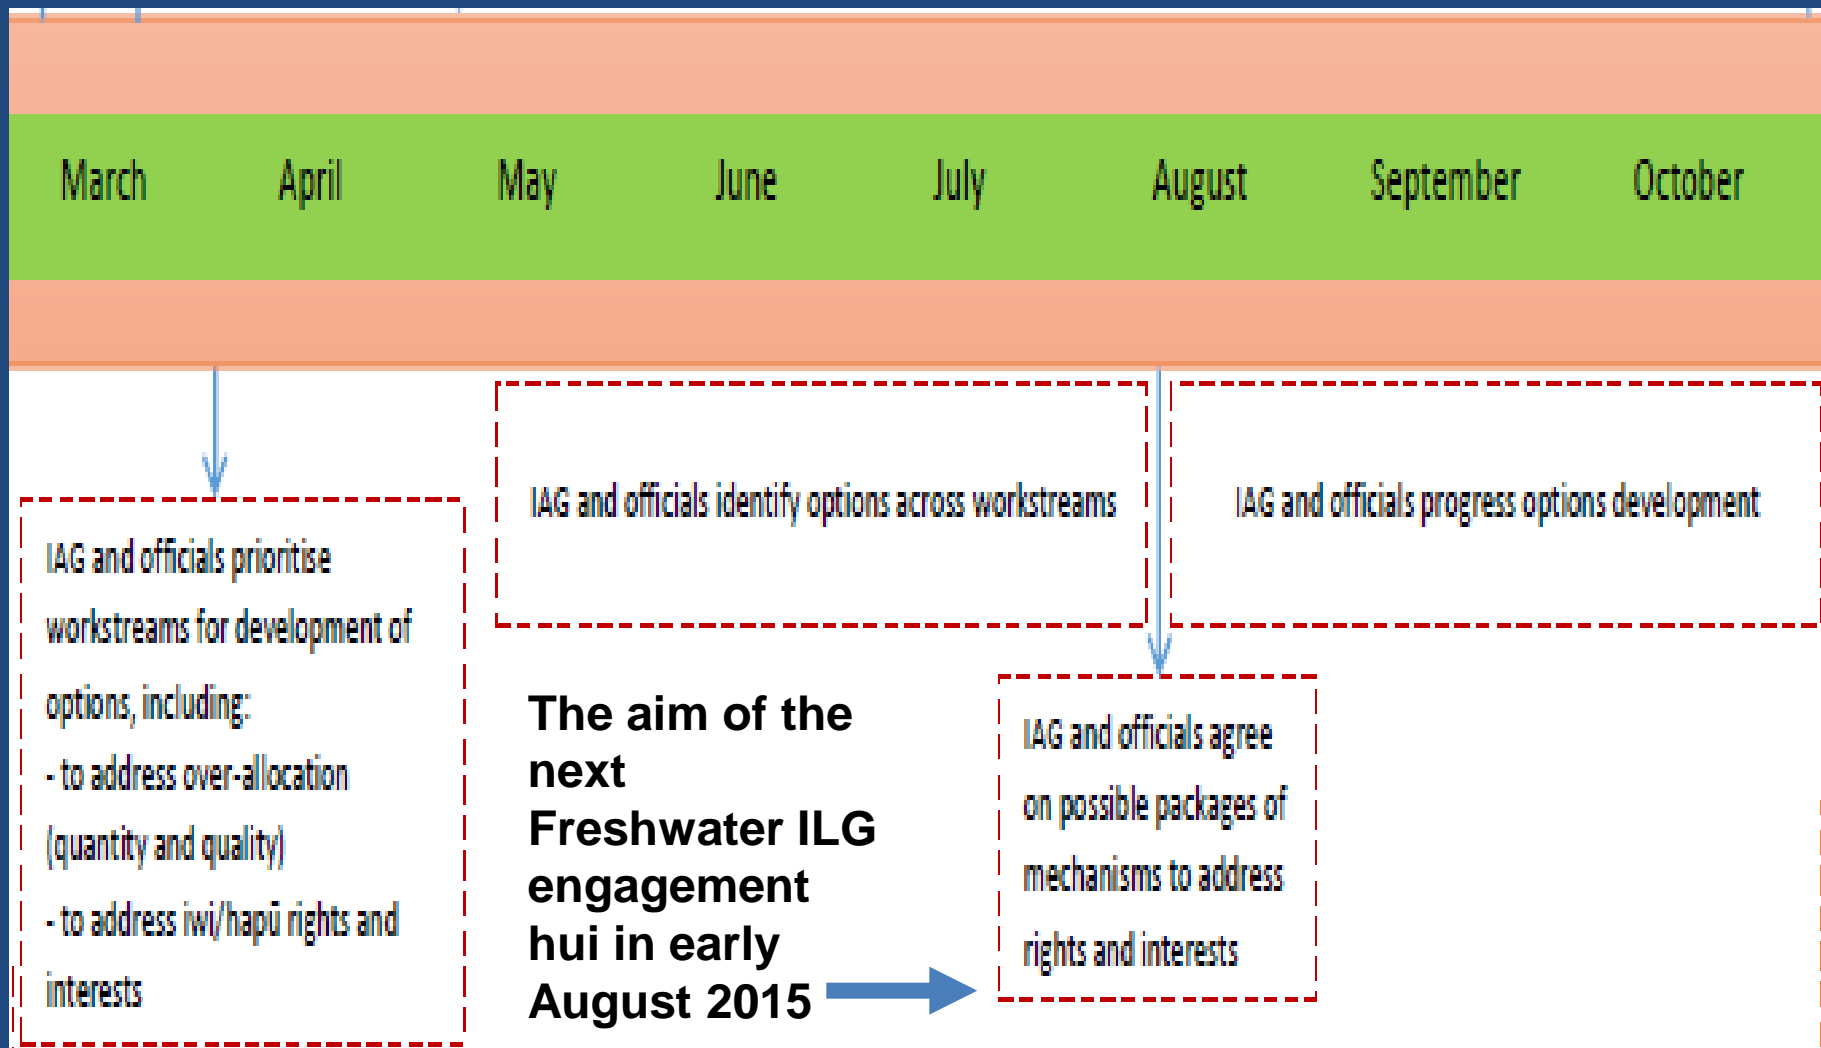 March April May June July August September October
IAG and officials prioritise
workstreams for development of
options, including:
- to address over-allocation
(quantity and quality)
- to address iwi/hapū rights and
interests
IAG and officials identify options across workstreams
IAG and officials progress options development
The aim of the
next
Freshwater ILG
engagement
hui in early
August 2015
IAG and officials agree
on possible packages of
mechanisms to address
rights and interests